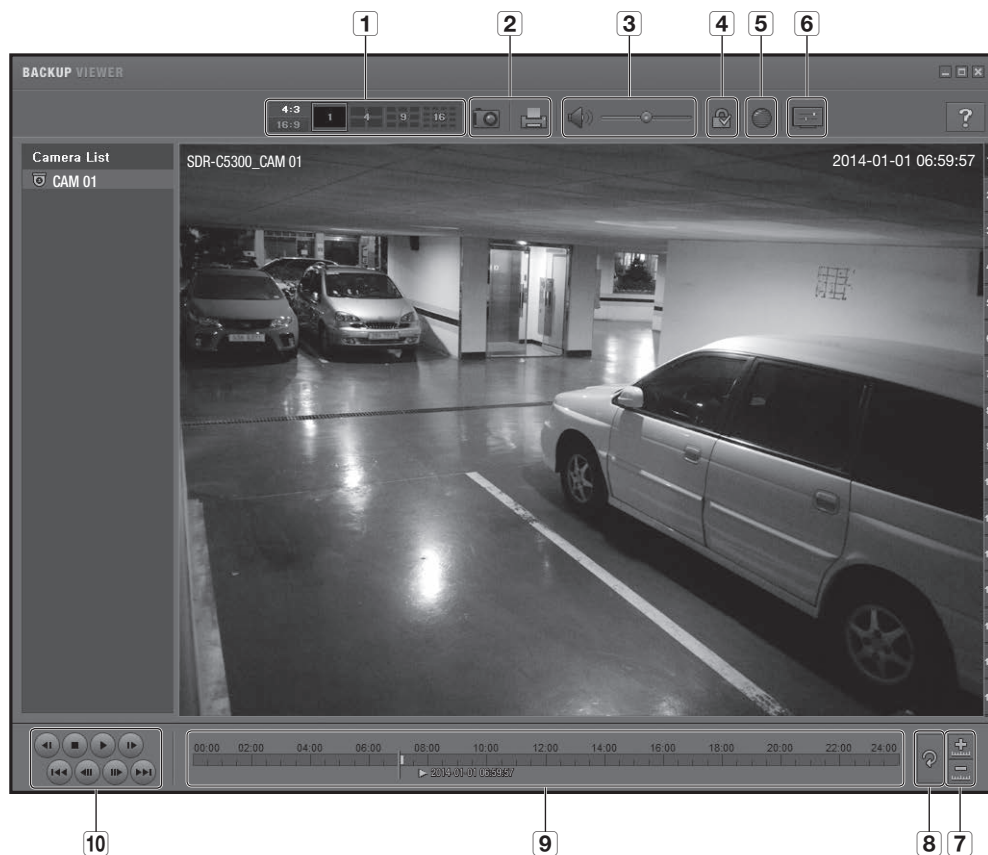 1 2 3 4 5 6
BACKUP VIEWER
4:3
16:9
1 4 9 16
?
Camera List
CAM 01
SDR-C5300_CAM 01
2014-01-01 06:59:57
00:00 02:00 04:00 06:00 08:00 10:00 12:00 14:00 16:00 18:00 20:00 22:00 24:00
2014-01-01 06:59:57
10 9 8 7